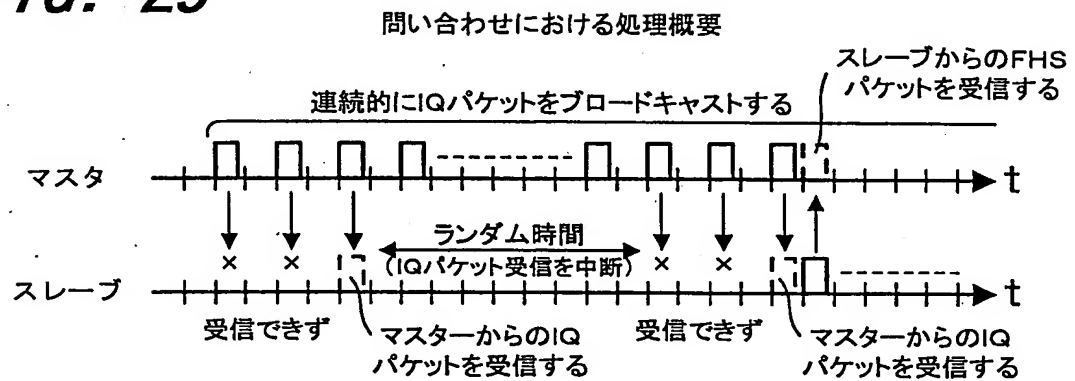 FIG. 29
問い合わせにおける処理概要
スレーブからのFHS
パケットを受信する
連続的にIQパケットをブロードキャストする
マスタ
t
ランダム時間
(IQパケット受信を中断)
× × × ×
スレーブ
t
受信できず
マスターからのIQ
パケットを受信する
受信できず
マスターからのIQ
パケットを受信する